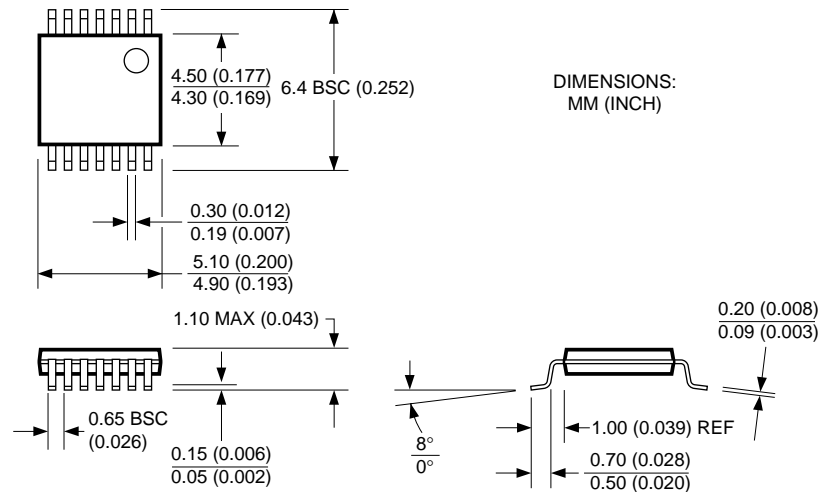 4.50 (0.177)
4.30 (0.169)
6.4 BSC (0.252)
DIMENSIONS:
MM (INCH)
0.30 (0.012)
0.19 (0.007)
5.10 (0.200)
4.90 (0.193)
1.10 MAX (0.043)
0.20 (0.008)
0.09 (0.003)
0.65 BSC
(0.026)
0.15 (0.006)
0.05 (0.002)
8°
0°
1.00 (0.039) REF
0.70 (0.028)
0.50 (0.020)